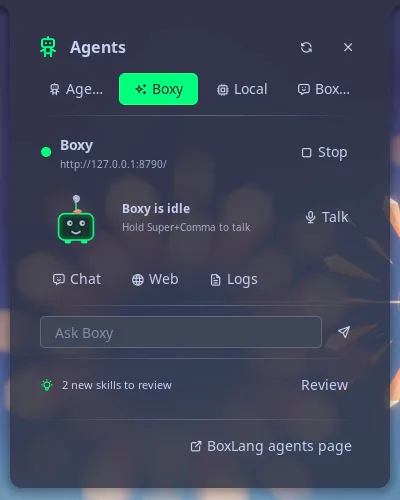 Agents
Age... Boxy Local Box...
Boxy
http://127.0.0.1:8790/
Stop
Boxy is idle
Hold Super+Comma to talk
Talk
Chat Web Logs
Ask Boxy
2 new skills to review
Review
BoxLang agents page